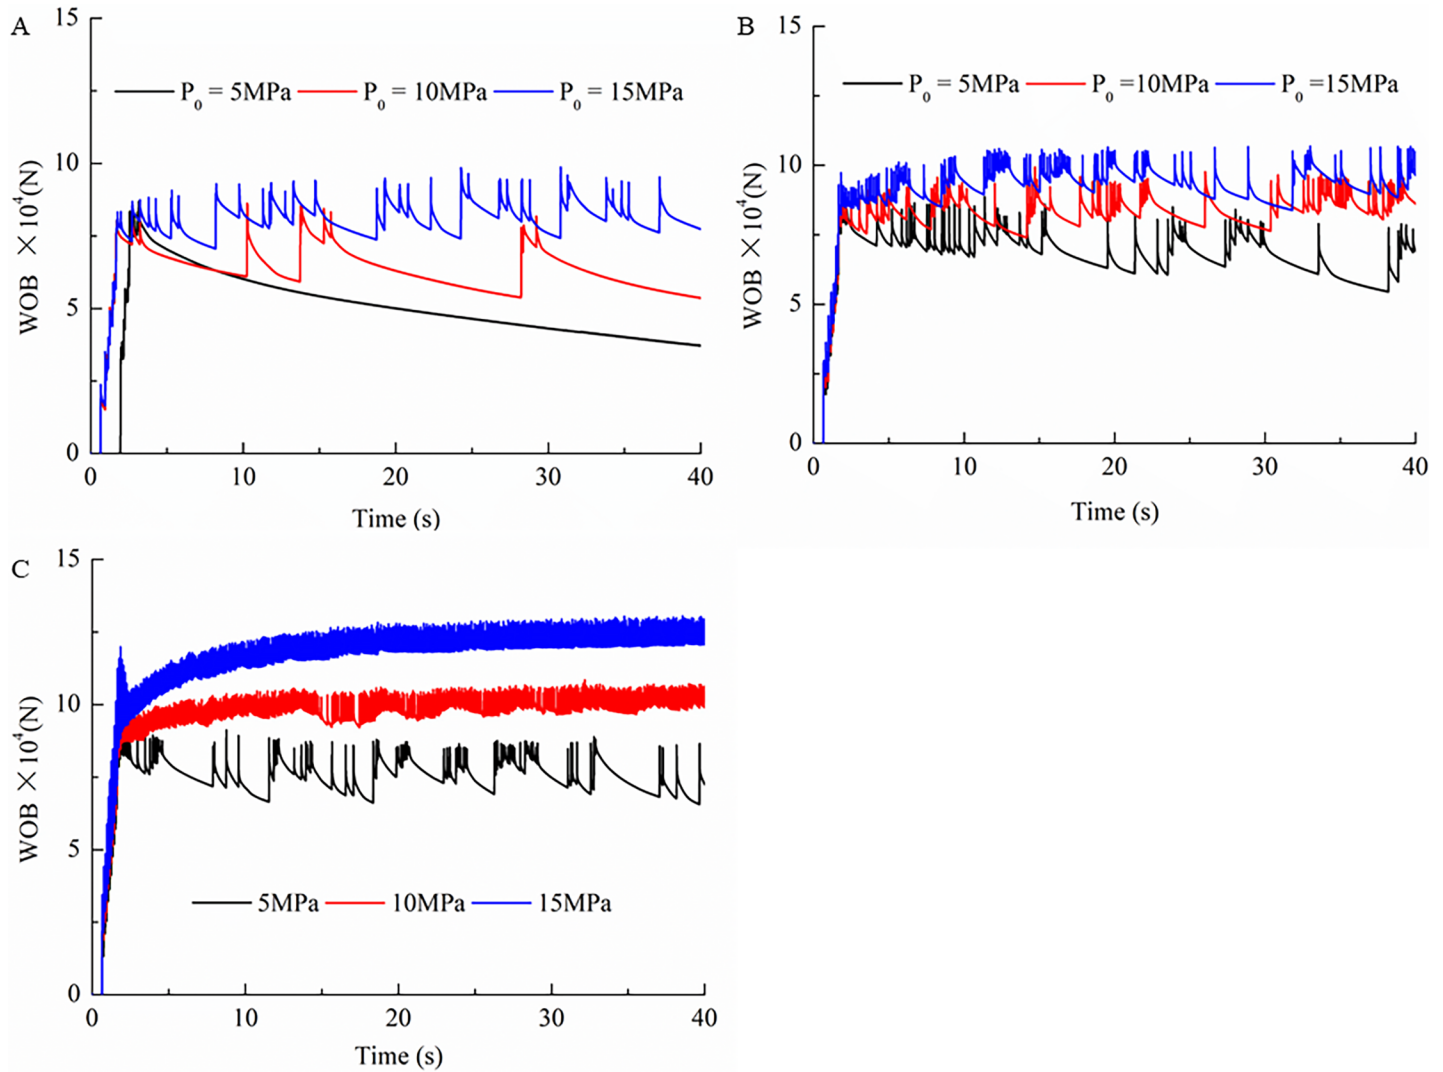 A
15
10
5
0
WOB ×10⁴(N)
P₀ = 5MPa P₀ = 10MPa P₀ = 15MPa
0 10 20 30 40
Time (s)
B
15
10
5
0
WOB ×10⁴(N)
P₀ = 5MPa P₀ =10MPa P₀ =15MPa
0 10 20 30 40
Time (s)
C
15
10
5
0
WOB ×10⁴(N)
5MPa 10MPa 15MPa
0 10 20 30 40
Time (s)